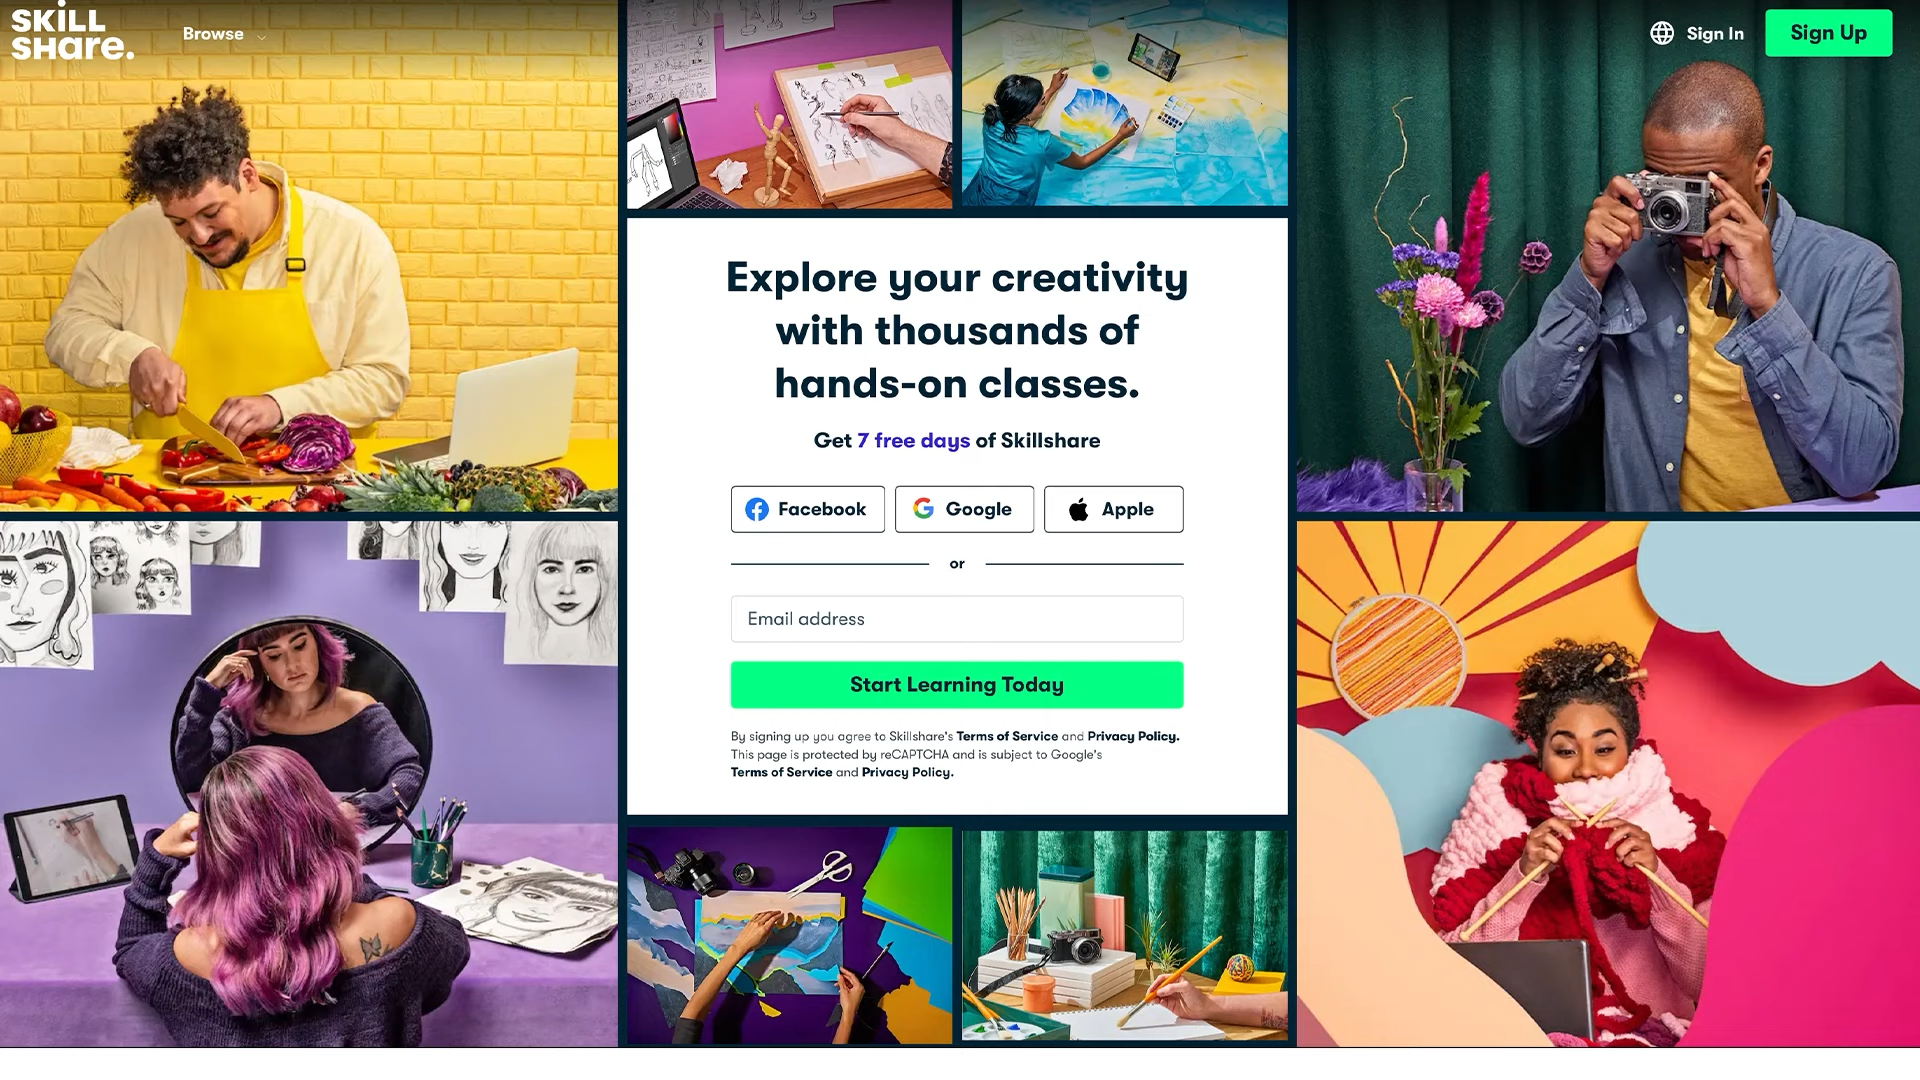 SKiLL
SHare.
Browse
Sign In
Sign Up
Explore your creativity
with thousands of
hands-on classes.
Get 7 free days of Skillshare
Facebook
Google
Apple
or
Email address
Start Learning Today
By signing up you agree to Skillshare's Terms of Service and Privacy Policy.
This page is protected by reCAPTCHA and is subject to Google's
Terms of Service and Privacy Policy.